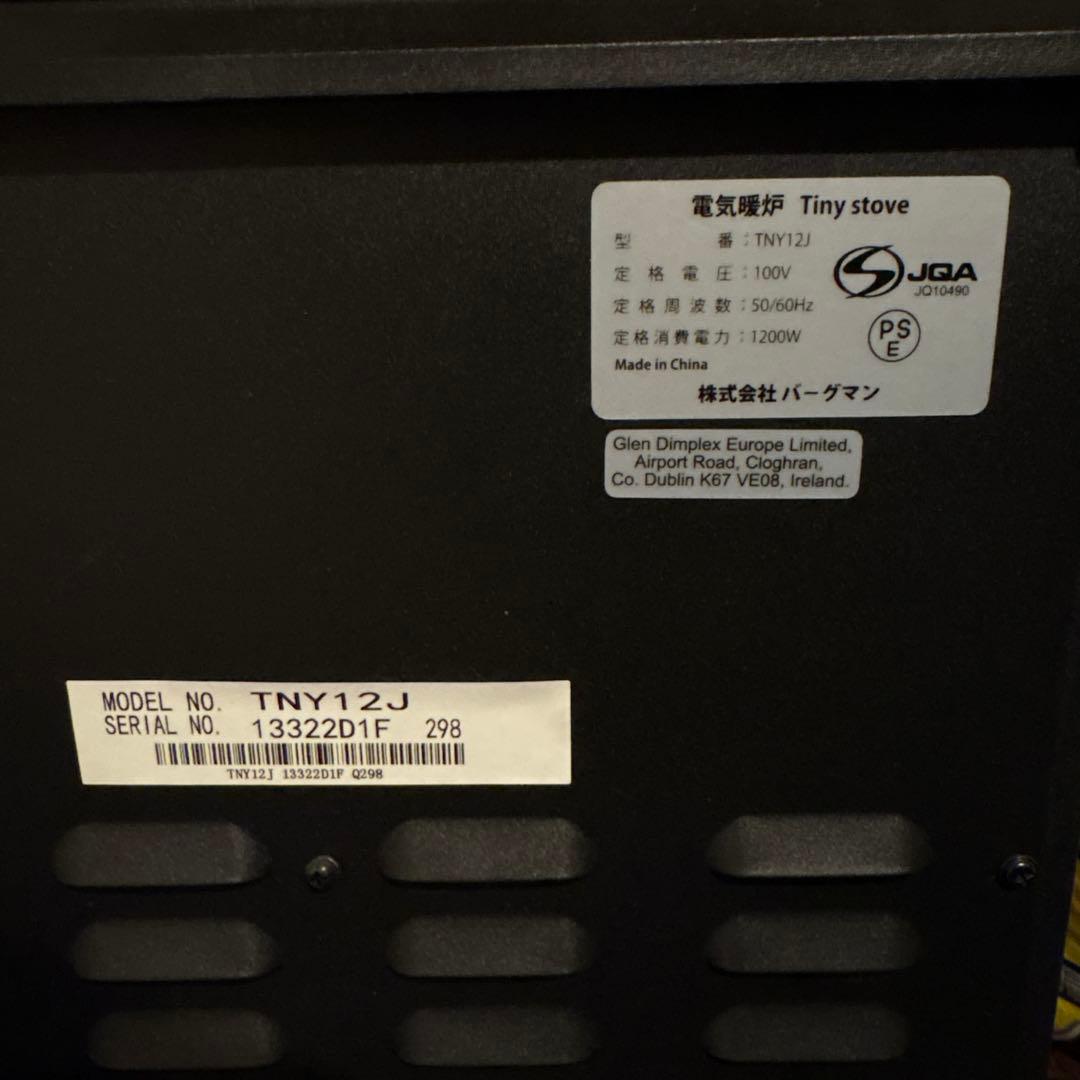 電気暖炉 Tiny stove
型番:TNY12J
定格電圧:100V
定格周波数:50/60Hz
定格消費電力:1200W
Made in China
JQA
JQ10490
PS
E
株式会社 バーグマン
Glen Dimplex Europe Limited,
Airport Road, Cloghran,
Co. Dublin K67 VE08, Ireland.
MODEL NO. TNY12J
SERIAL NO. 13322D1F 298
TNY12J 13322D1F Q298